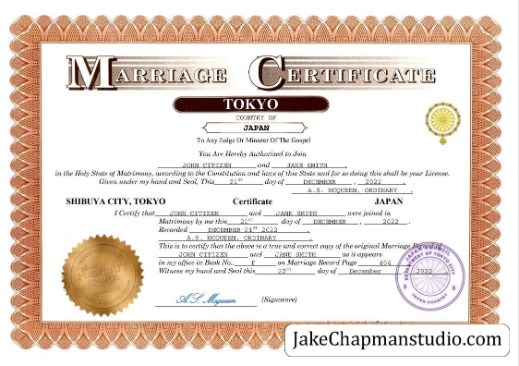 MARRIAGE CERTIFICATE
TOKYO
COUNTRY OF
JAPAN
To Any Judge Or Minister Of The Gospel
You Are Hereby Authorized to Join
JOHN CITIZEN and JANE SMITH,
in the Holy State of Matrimony, according to the Constitution and laws of this State and for so doing this shall be your License.
Given under my hand and Seal, This 21st day of DECEMBER, 2022
A.S. MCQUEEN, ORDINARY,
SHIBUYA CITY, TOKYO Certificate JAPAN
I Certify that JOHN CITIZEN and JANE SMITH were joined in
Matrimony by me this 21st day of DECEMBER, 2022.
Recorded DECEMBER 21st 2022
A.S. MCQUEEN, ORDINARY,
This is to certify that the above is a true and correct copy of the original Marriage
JOHN CITIZEN and JANE SMITH as it appears
in my office in Book No. E on Marriage Record Page 404
Witness my hand and Seal this 22nd day of December 2022
A.S. Mcqueen (Signature)
JAPAN COUNTRY
JakeChapmanstudio.com